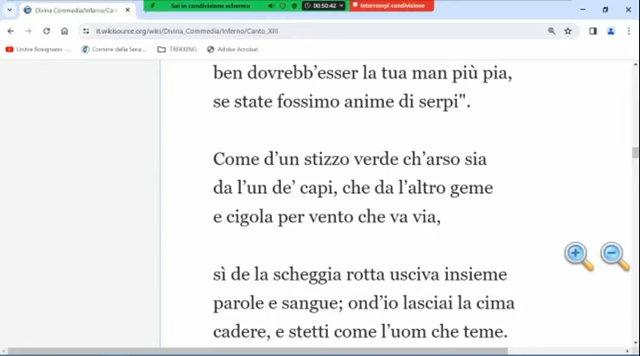 Divina Commedia/Inferno/Can
Sei in condivisione schermo
00:50:42
Interrompi condivisione
it.wikisource.org/wiki/Divina_Commedia/Inferno/Canto_XIII
Unitre Rosignano
Corriere della Sera
TREKKING
Adobe Acrobat
ben dovrebb’esser la tua man più pia,
se state fossimo anime di serpi".
Come d’un stizzo verde ch’arso sia
da l’un de’ capi, che da l’altro geme
e cigola per vento che va via,
sì de la scheggia rotta usciva insieme
parole e sangue; ond’io lasciai la cima
cadere, e stetti come l’uom che teme.